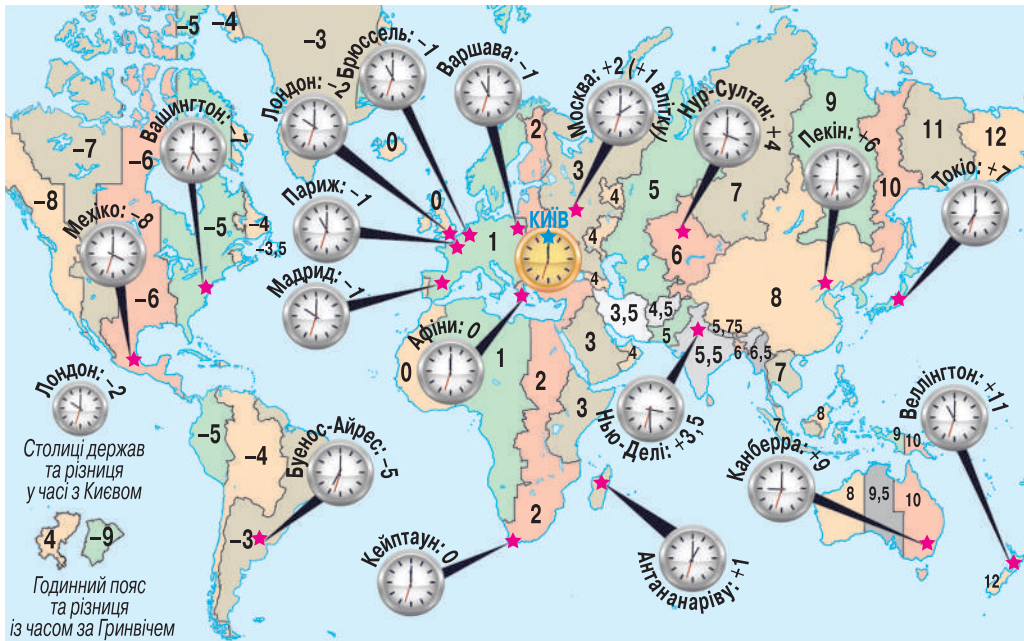 –5
–4
–3
Брюссель: –1
Лондон: –2
Варшава: –1
Москва: +2 (+1 влітку)
Нур-Султан: +4
9
11
12
Вашингтон: –7
0
2
3
5
7
Пекін: +6
10
Токіо: +7
–7
–6
–8
Мехіко: –8
–5
–4
–3,5
Париж: –1
0
КИЇВ
1
4
4
4
6
Мадрид: –1
–6
8
3,5
4,5
5
5,75
5,5
6
6,5
Афіни: 0
0
1
2
3
3
4
7
Лондон: –2
Столиці держав
та різниця
у часі з Києвом
–5
–4
Буенос-Айрес: –5
Нью-Делі: +3,5
7
8
9
10
Веллінгтон: +11
Канберра: +9
8
9,5
10
4
–9
–3
2
Кейптаун: 0
Антананаріву: +1
12
Годинний пояс
та різниця
із часом за Гринвічем